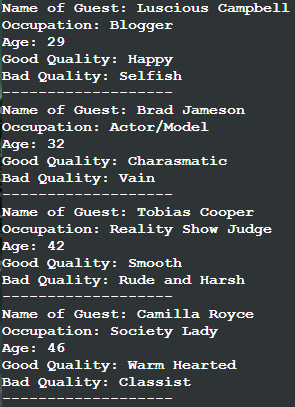 Name of Guest: Luscious Campbell
Occupation: Blogger
Age: 29
Good Quality: Happy
Bad Quality: Selfish
-------------------
Name of Guest: Brad Jameson
Occupation: Actor/Model
Age: 32
Good Quality: Charasmatic
Bad Quality: Vain
-------------------
Name of Guest: Tobias Cooper
Occupation: Reality Show Judge
Age: 42
Good Quality: Smooth
Bad Quality: Rude and Harsh
-------------------
Name of Guest: Camilla Royce
Occupation: Society Lady
Age: 46
Good Quality: Warm Hearted
Bad Quality: Classist
-------------------